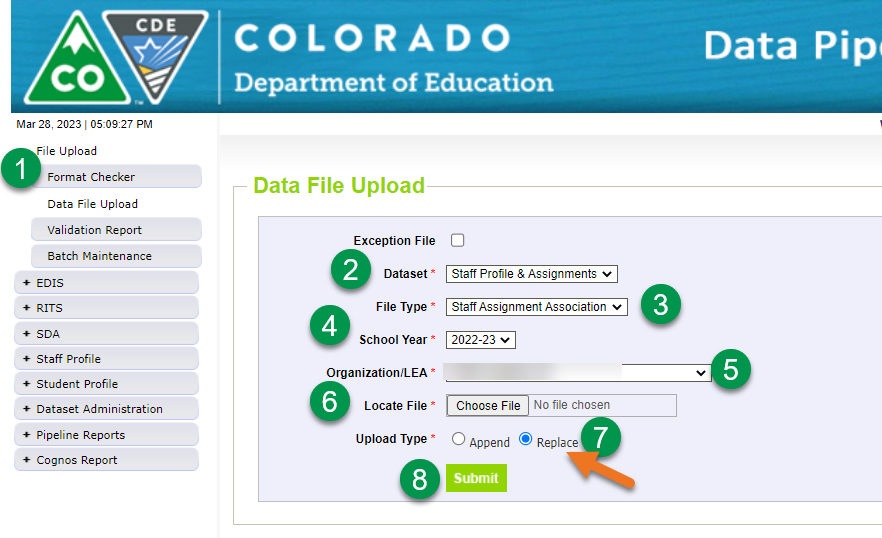 CDE
CO
TM
COLORADO
Department of Education
Data Pip
Mar 28, 2023 | 05:09:27 PM
File Upload
1
Format Checker
Data File Upload
Validation Report
Batch Maintenance
+ EDIS
+ RITS
+ SDA
+ Staff Profile
+ Student Profile
+ Dataset Administration
+ Pipeline Reports
+ Cognos Report
Data File Upload
Exception File
2 Dataset * Staff Profile & Assignments
File Type * Staff Assignment Association 3
4
School Year * 2022-23
Organization/LEA * 5
6 Locate File * Choose File No file chosen
Upload Type * Append Replace 7
8 Submit